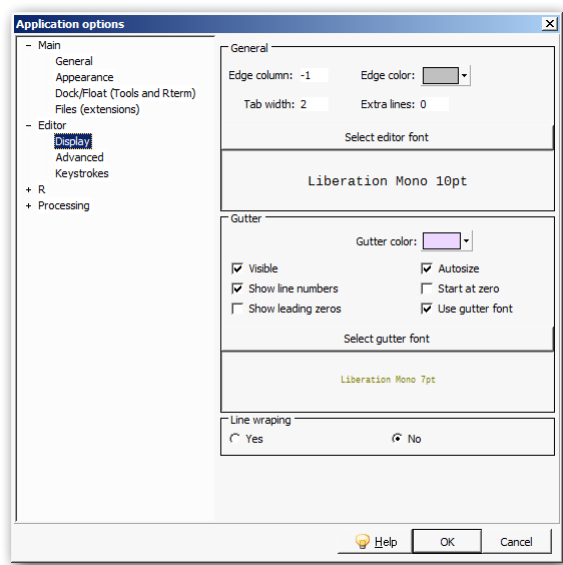 Application options
- Main
General
Appearance
Dock/Float (Tools and Rterm)
Files (extensions)
- Editor
Display
Advanced
Keystrokes
+ R
+ Processing
General
Edge column: -1 Edge color:
Tab width: 2 Extra lines: 0
Select editor font
Liberation Mono 10pt
Gutter
Gutter color:
Visible Autosize
Show line numbers Start at zero
Show leading zeros Use gutter font
Select gutter font
Liberation Mono 7pt
Line wraping
Yes No
Help OK Cancel